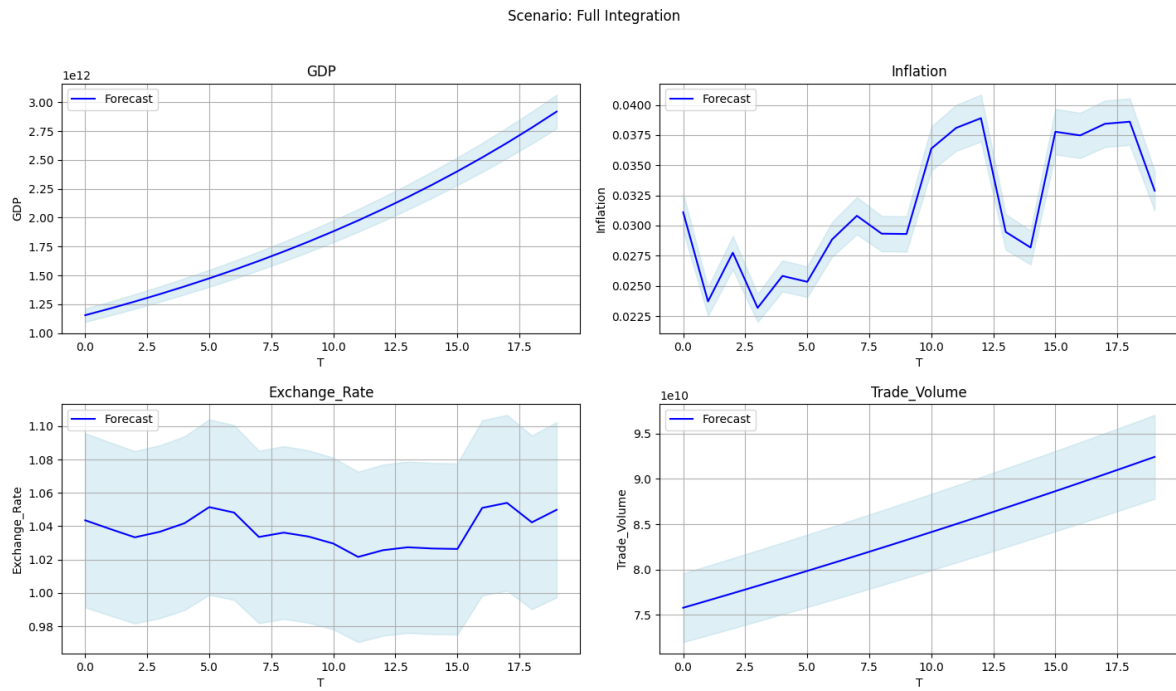 Scenario: Full Integration
GDP
1e12
Forecast
GDP
3.00
2.75
2.50
2.25
2.00
1.75
1.50
1.25
1.00
0.0 2.5 5.0 7.5 10.0 12.5 15.0 17.5
T
Inflation
Forecast
Inflation
0.0400
0.0375
0.0350
0.0325
0.0300
0.0275
0.0250
0.0225
0.0 2.5 5.0 7.5 10.0 12.5 15.0 17.5
T
Exchange_Rate
Forecast
Exchange_Rate
1.10
1.08
1.06
1.04
1.02
1.00
0.98
0.0 2.5 5.0 7.5 10.0 12.5 15.0 17.5
T
Trade_Volume
1e10
Forecast
Trade_Volume
9.5
9.0
8.5
8.0
7.5
0.0 2.5 5.0 7.5 10.0 12.5 15.0 17.5
T